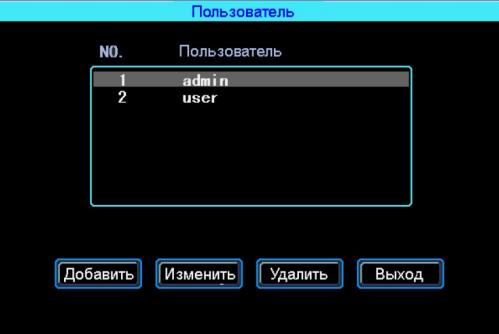 Пользователь
NO. Пользователь
1 admin
2 user
Добавить Изменить Удалить Выход